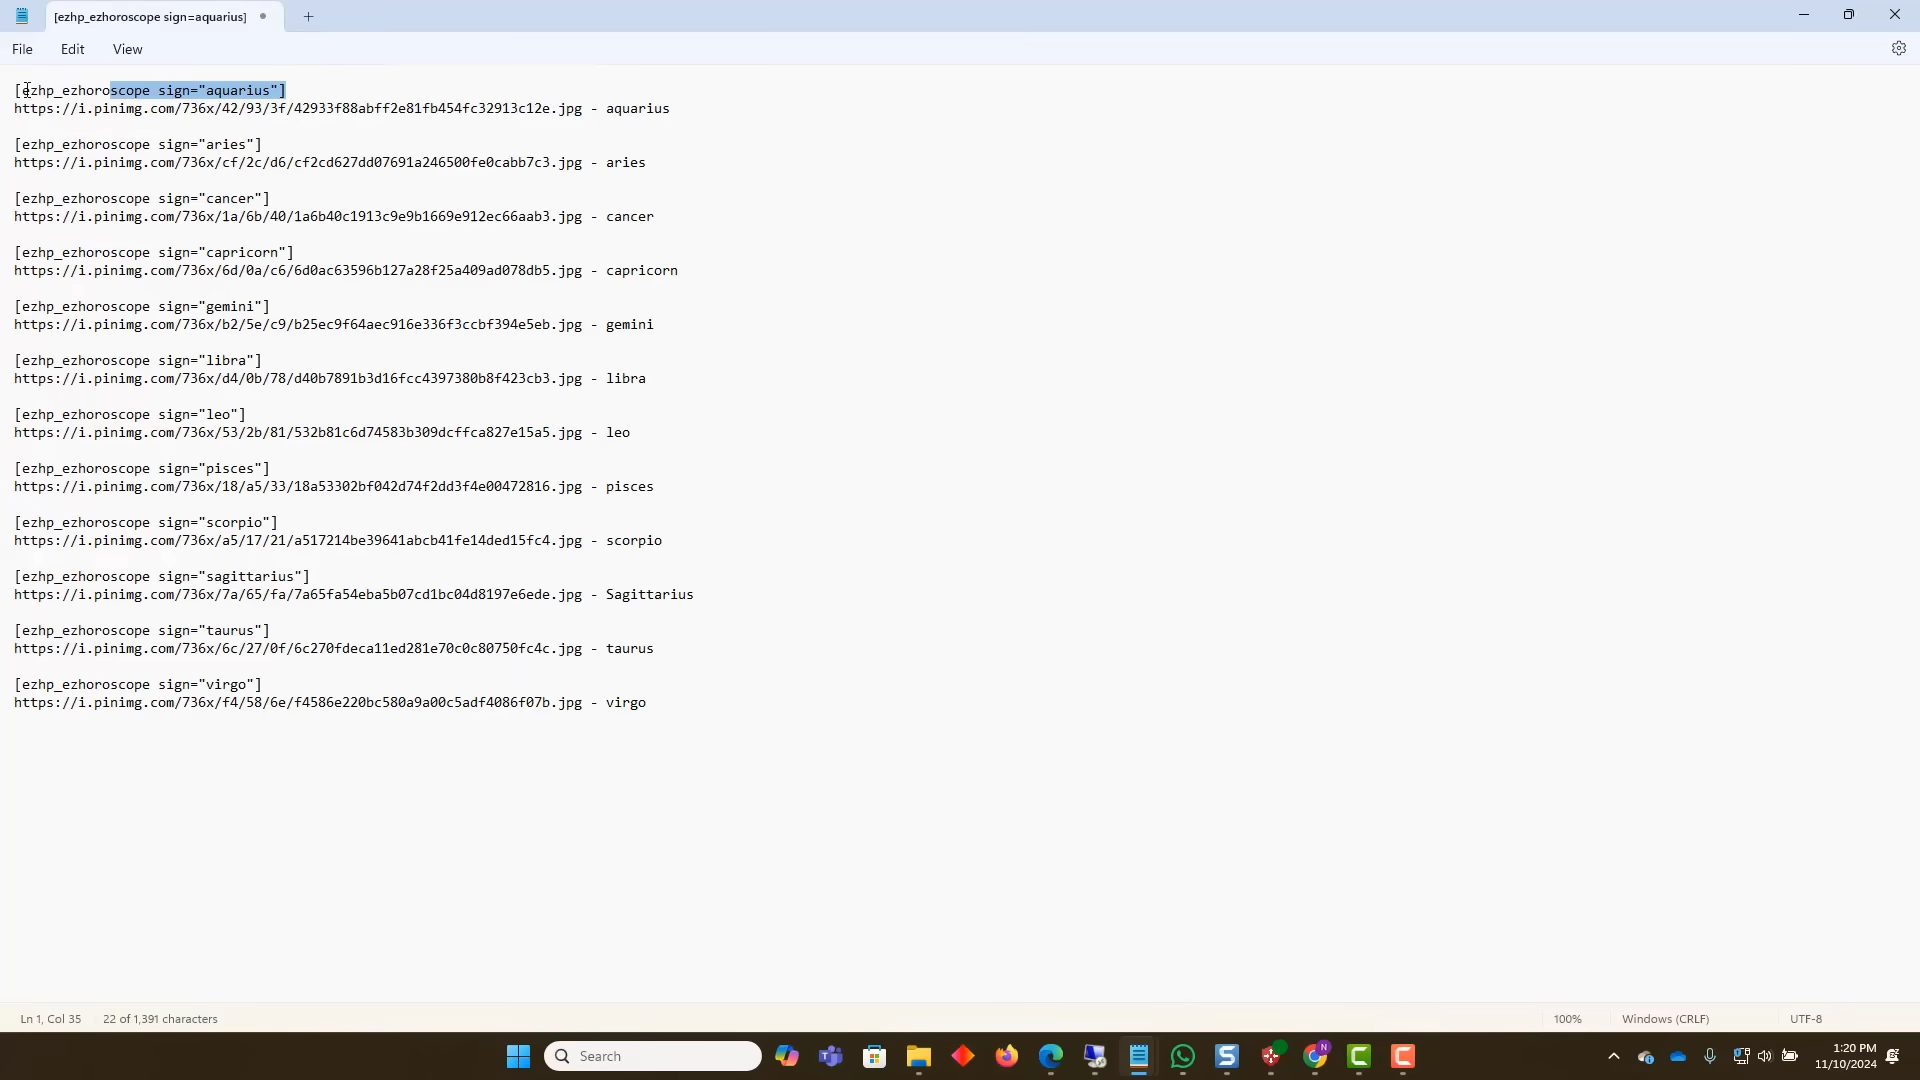 [ezhp_ezhoroscope sign=aquarius]
File Edit View
[ezhp_ezhoroscope sign="aquarius"]
https://i.pinimg.com/736x/42/93/3f/42933f88abff2e81fb454fc32913c12e.jpg - aquarius
[ezhp_ezhoroscope sign="aries"]
https://i.pinimg.com/736x/cf/2c/d6/cf2cd627dd07691a246500fe0cabb7c3.jpg - aries
[ezhp_ezhoroscope sign="cancer"]
https://i.pinimg.com/736x/1a/6b/40/1a6b40c1913c9e9b1669e912ec66aab3.jpg - cancer
[ezhp_ezhoroscope sign="capricorn"]
https://i.pinimg.com/736x/6d/0a/c6/6d0ac63596b127a28f25a409ad078db5.jpg - capricorn
[ezhp_ezhoroscope sign="gemini"]
https://i.pinimg.com/736x/b2/5e/c9/b25ec9f64aec916e336f3ccbf394e5eb.jpg - gemini
[ezhp_ezhoroscope sign="libra"]
https://i.pinimg.com/736x/d4/0b/78/d40b7891b3d16fcc4397380b8f423cb3.jpg - libra
[ezhp_ezhoroscope sign="leo"]
https://i.pinimg.com/736x/53/2b/81/532b81c6d74583b309dcffca827e15a5.jpg - leo
[ezhp_ezhoroscope sign="pisces"]
https://i.pinimg.com/736x/18/a5/33/18a53302bf042d74f2dd3f4e00472816.jpg - pisces
[ezhp_ezhoroscope sign="scorpio"]
https://i.pinimg.com/736x/a5/17/21/a517214be39641abcb41fe14ded15fc4.jpg - scorpio
[ezhp_ezhoroscope sign="sagittarius"]
https://i.pinimg.com/736x/7a/65/fa/7a65fa54eba5b07cd1bc04d8197e6ede.jpg - Sagittarius
[ezhp_ezhoroscope sign="taurus"]
https://i.pinimg.com/736x/6c/27/0f/6c270fdeca11ed281e70c0c80750fc4c.jpg - taurus
[ezhp_ezhoroscope sign="virgo"]
https://i.pinimg.com/736x/f4/58/6e/f4586e220bc580a9a00c5adf4086f07b.jpg - virgo
Ln 1, Col 35 22 of 1,391 characters 100% Windows (CRLF) UTF-8
Search
N
1:20 PM
11/10/2024